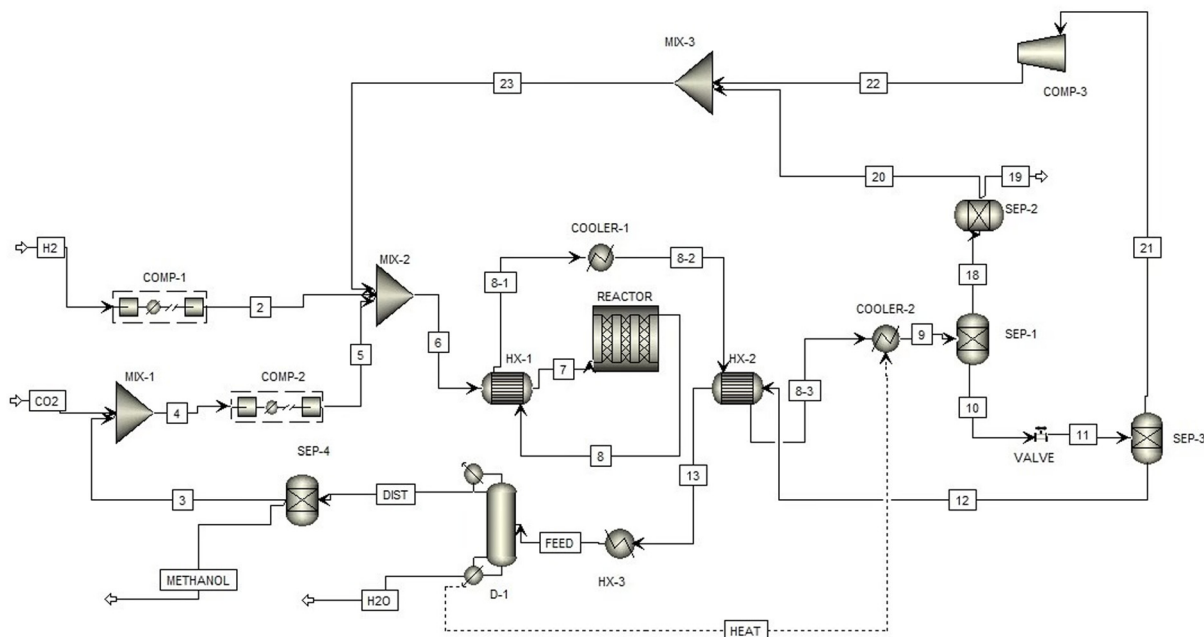 MIX-3
23
22
COMP-3
20
19
SEP-2
21
H2
COMP-1
2
MIX-2
COOLER-1
8-1
8-2
18
REACTOR
COOLER-2
9
SEP-1
5
6
HX-1
7
HX-2
8-3
CO2
MIX-1
4
COMP-2
10
11
VALVE
SEP-3
8
13
12
SEP-4
3
DIST
FEED
HX-3
METHANOL
H2O
D-1
HEAT